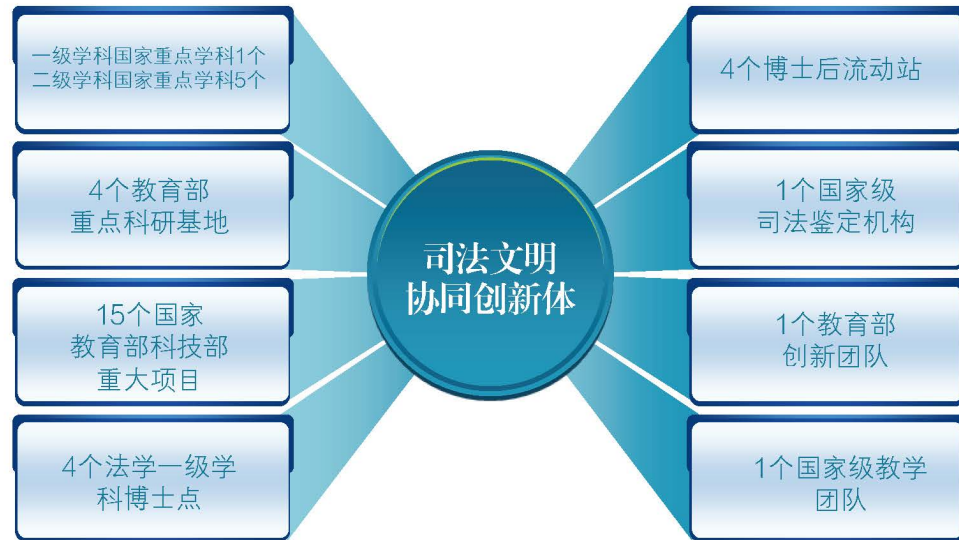 一级学科国家重点学科1个
二级学科国家重点学科5个
4个教育部
重点科研基地
15个国家
教育部科技部
重大项目
4个法学一级学
科博士点
司法文明
协同创新体
4个博士后流动站
1个国家级
司法鉴定机构
1个教育部
创新团队
1个国家级教学
团队